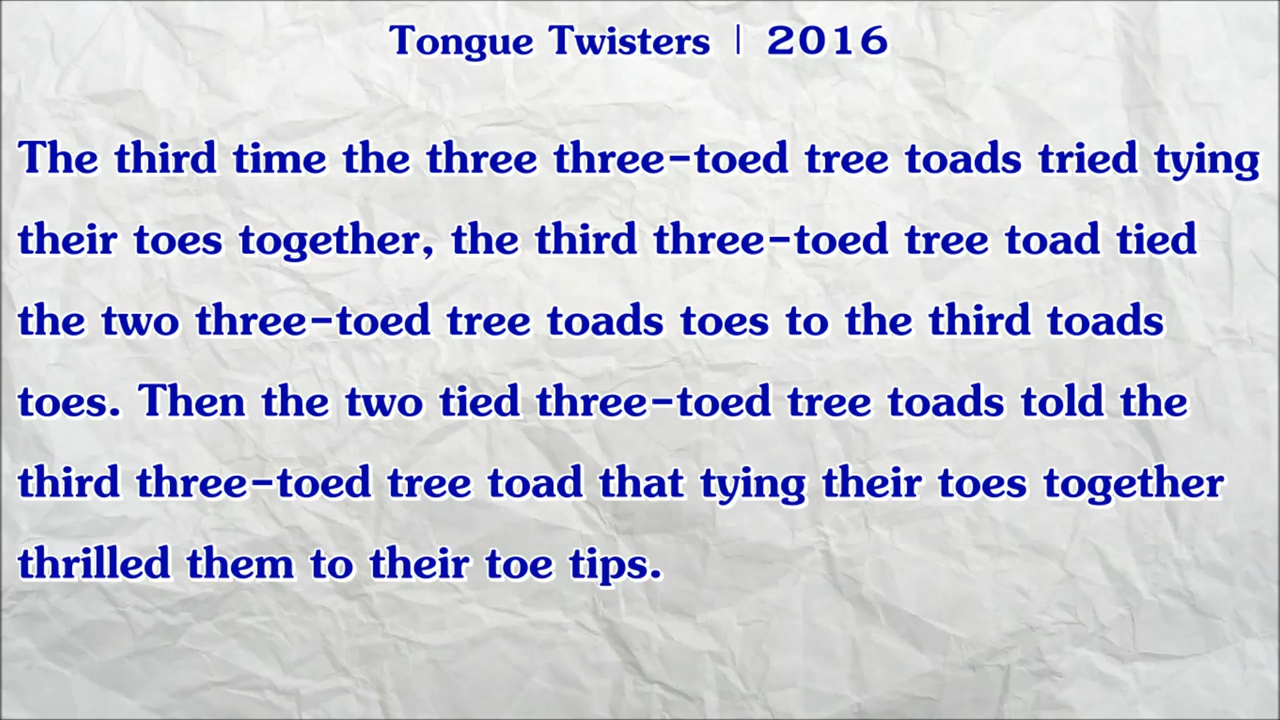 Tongue Twisters | 2016
The third time the three three-toed tree toads tried tying
their toes together, the third three-toed tree toad tied
the two three-toed tree toads toes to the third toads
toes. Then the two tied three-toed tree toads told the
third three-toed tree toad that tying their toes together
thrilled them to their toe tips.